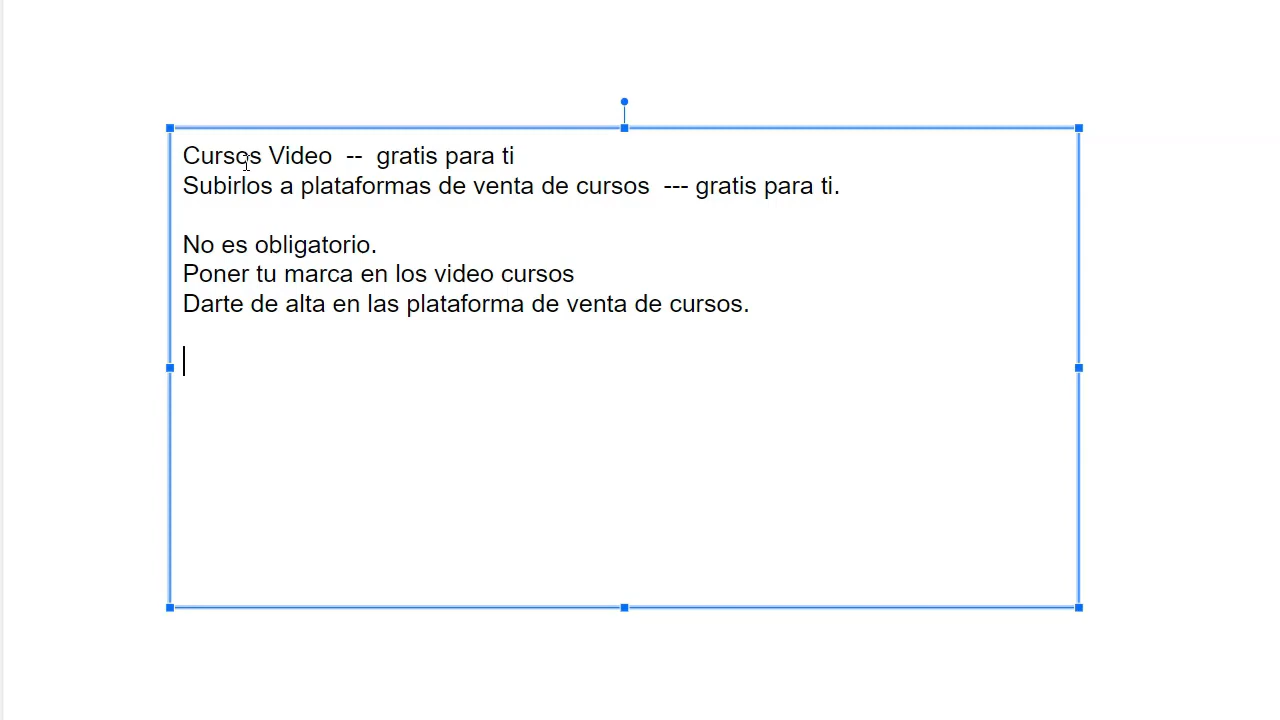 Cursos Video  --  gratis para ti
Subirlos a plataformas de venta de cursos  --- gratis para ti.
No es obligatorio.
Poner tu marca en los video cursos
Darte de alta en las plataforma de venta de cursos.